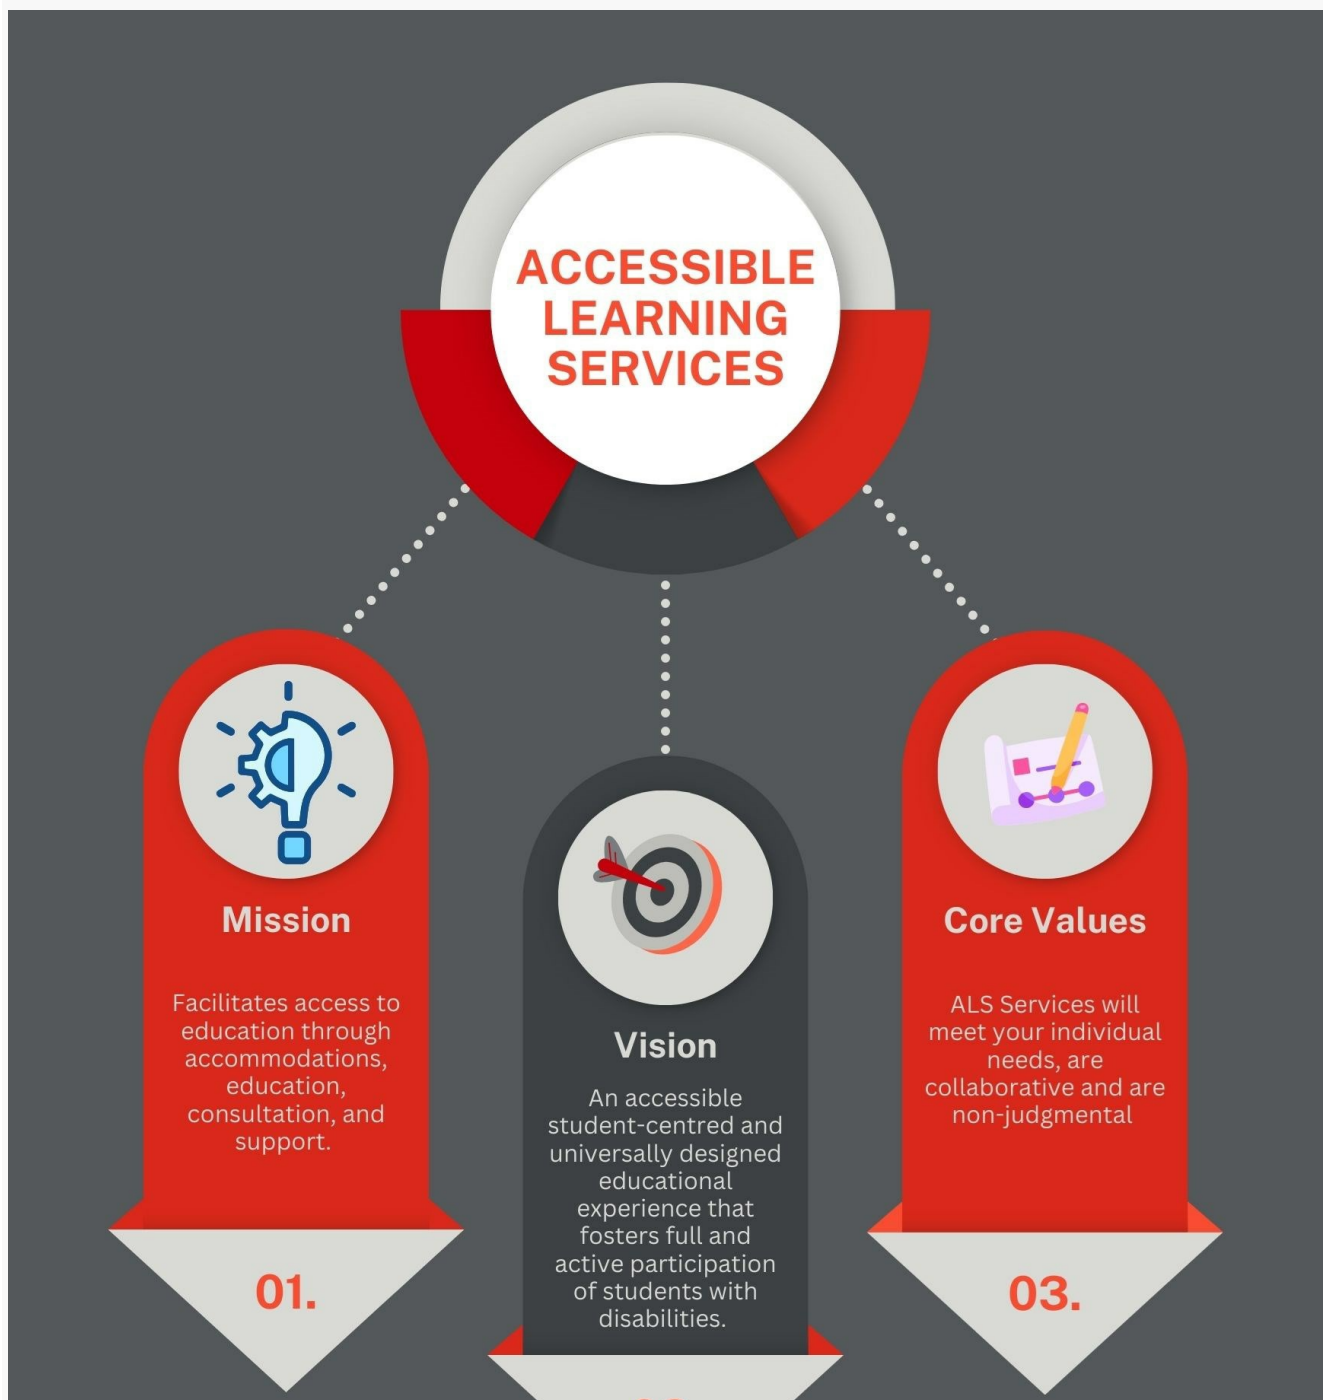 ACCESSIBLE
LEARNING
SERVICES
Mission
Facilitates access to
education through
accommodations,
education,
consultation, and
support.
01.
Vision
An accessible
student-centred and
universally designed
educational
experience that
fosters full and
active participation
of students with
disabilities.
Core Values
ALS Services will
meet your individual
needs, are
collaborative and are
non-judgmental
03.